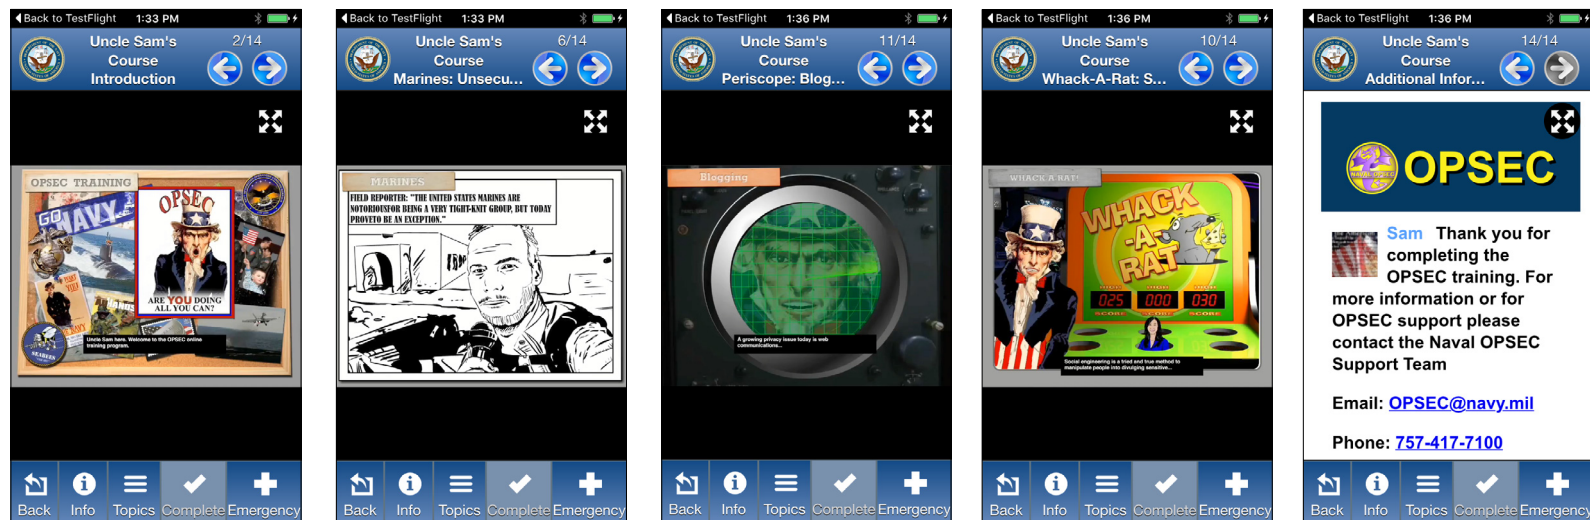 Back to TestFlight 1:33 PM
Uncle Sam's
Course
Introduction
2/14
OPSEC TRAINING
GO
NAVY
OPSEC
ARE YOU DOING
ALL YOU CAN?
SEABEES
Uncle Sam here. Welcome to the OPSEC online
training program.
Back Info Topics Complete Emergency
Back to TestFlight 1:33 PM
Uncle Sam's
Course
Marines: Unsecu...
6/14
MARINES
FIELD REPORTER: "THE UNITED STATES MARINES ARE
NOTORIOUSFOR BEING A VERY TIGHT-KNIT GROUP, BUT TODAY
PROVETO BE AN EXCEPTION."
Back Info Topics Complete Emergency
Back to TestFlight 1:36 PM
Uncle Sam's
Course
Periscope: Blog...
11/14
Blogging
A growing privacy issue today is web
communications...
Back Info Topics Complete Emergency
Back to TestFlight 1:36 PM
Uncle Sam's
Course
Whack-A-Rat: S...
10/14
WHACK A RAT!
WHACK
-A-
RAT
025 000 030
SCORE SCORE SCORE
Social engineering is a tried and true method to
manipulate people into divulging sensitive...
Back Info Topics Complete Emergency
Back to TestFlight 1:36 PM
Uncle Sam's
Course
Additional Infor...
14/14
NAVAL OPSEC
OPSEC
Sam Thank you for
completing the
OPSEC training. For
more information or for
OPSEC support please
contact the Naval OPSEC
Support Team
Email: OPSEC@navy.mil
Phone: 757-417-7100
Back Info Topics Complete Emergency